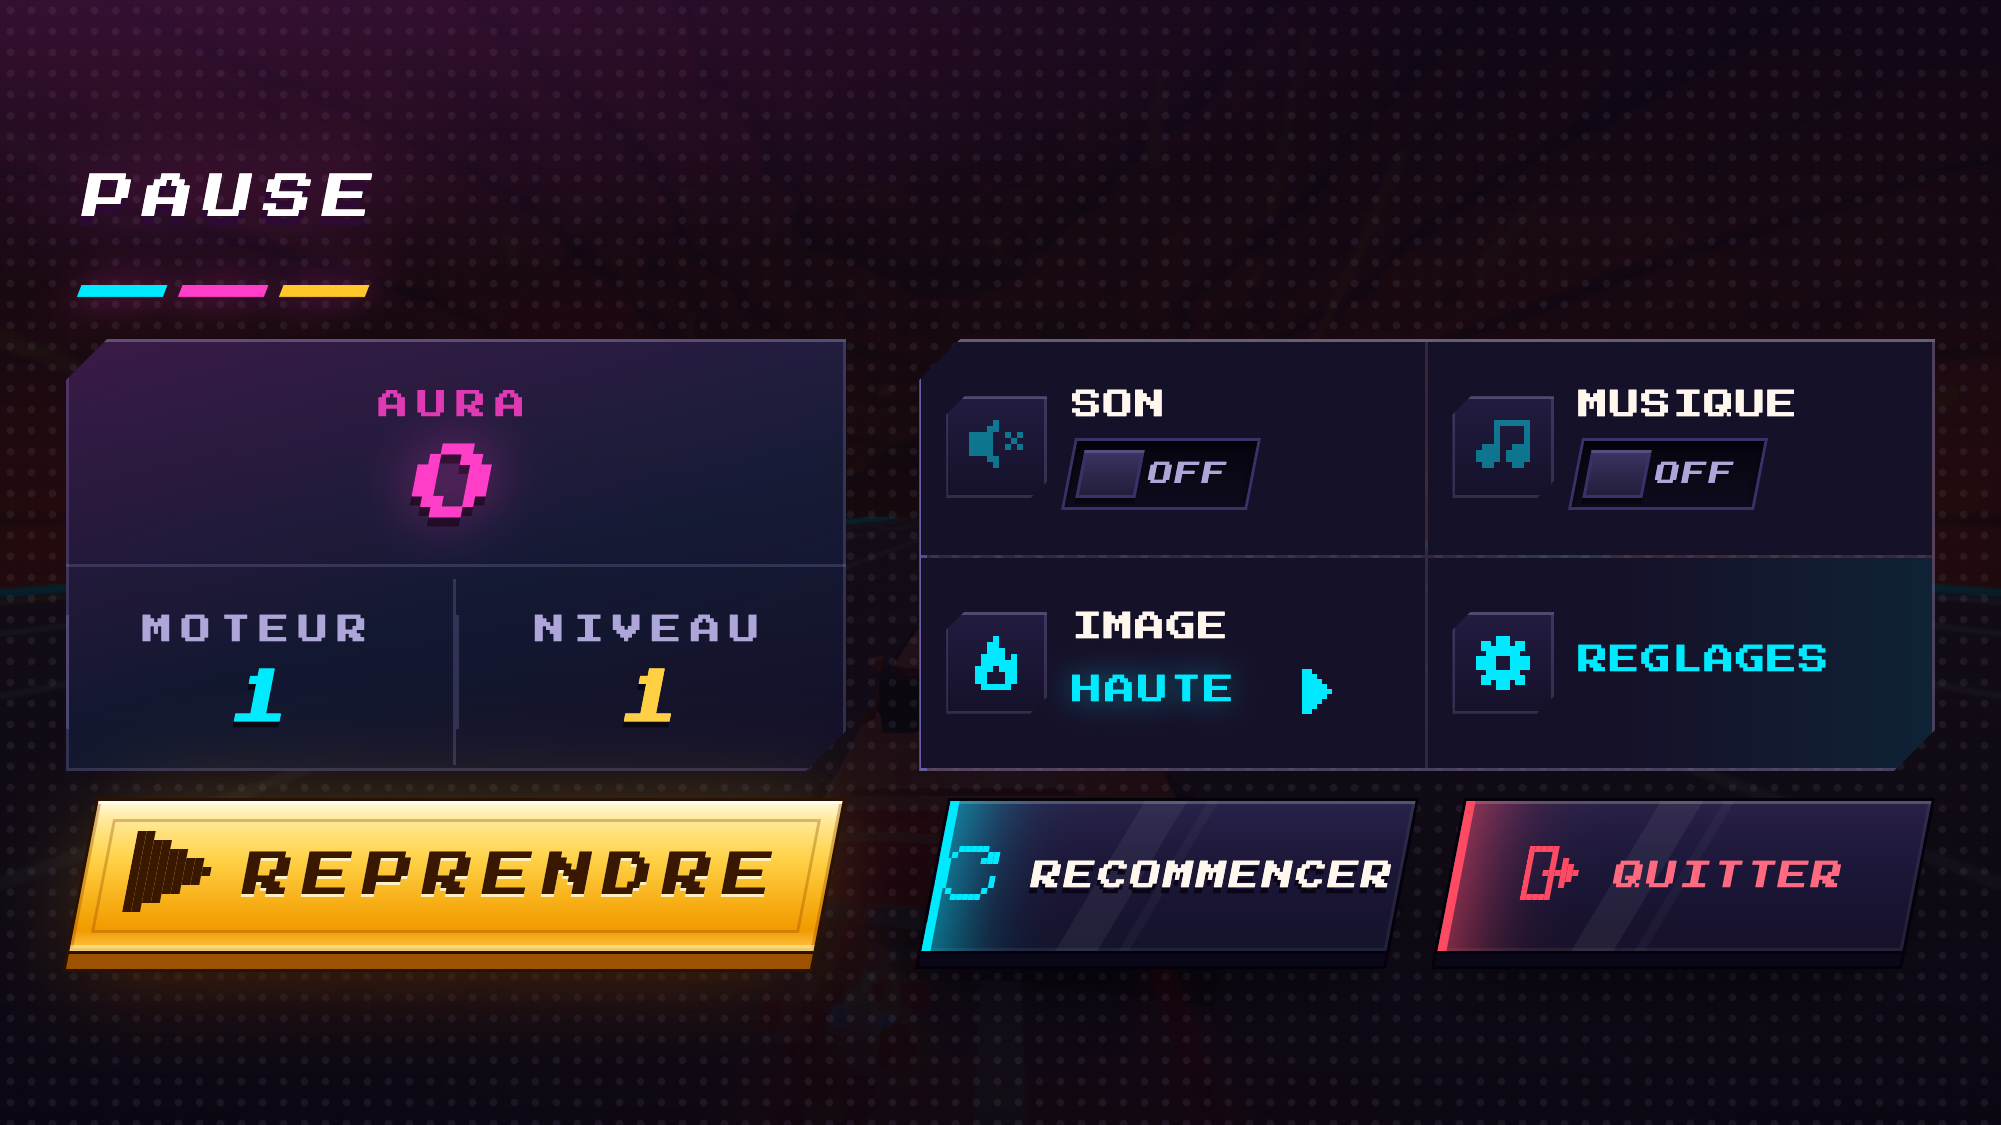 PAUSE
AURA
0
MOTEUR
1
NIVEAU
1
SON
OFF
MUSIQUE
OFF
IMAGE
HAUTE
REGLAGES
REPRENDRE
RECOMMENCER
QUITTER